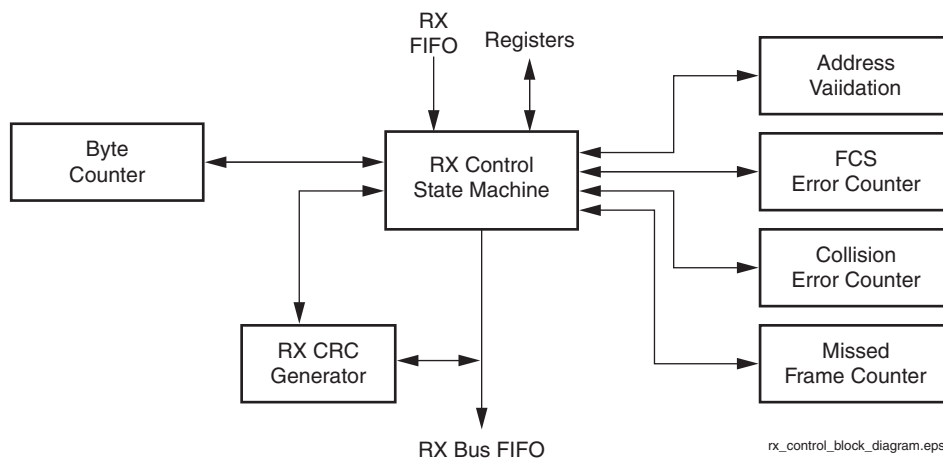 RX
FIFO
Registers
Address
Vaiidation
Byte
Counter
RX Control
State Machine
FCS
Error Counter
Collision
Error Counter
RX CRC
Generator
Missed
Frame Counter
RX Bus FIFO
rx_control_block_diagram.eps